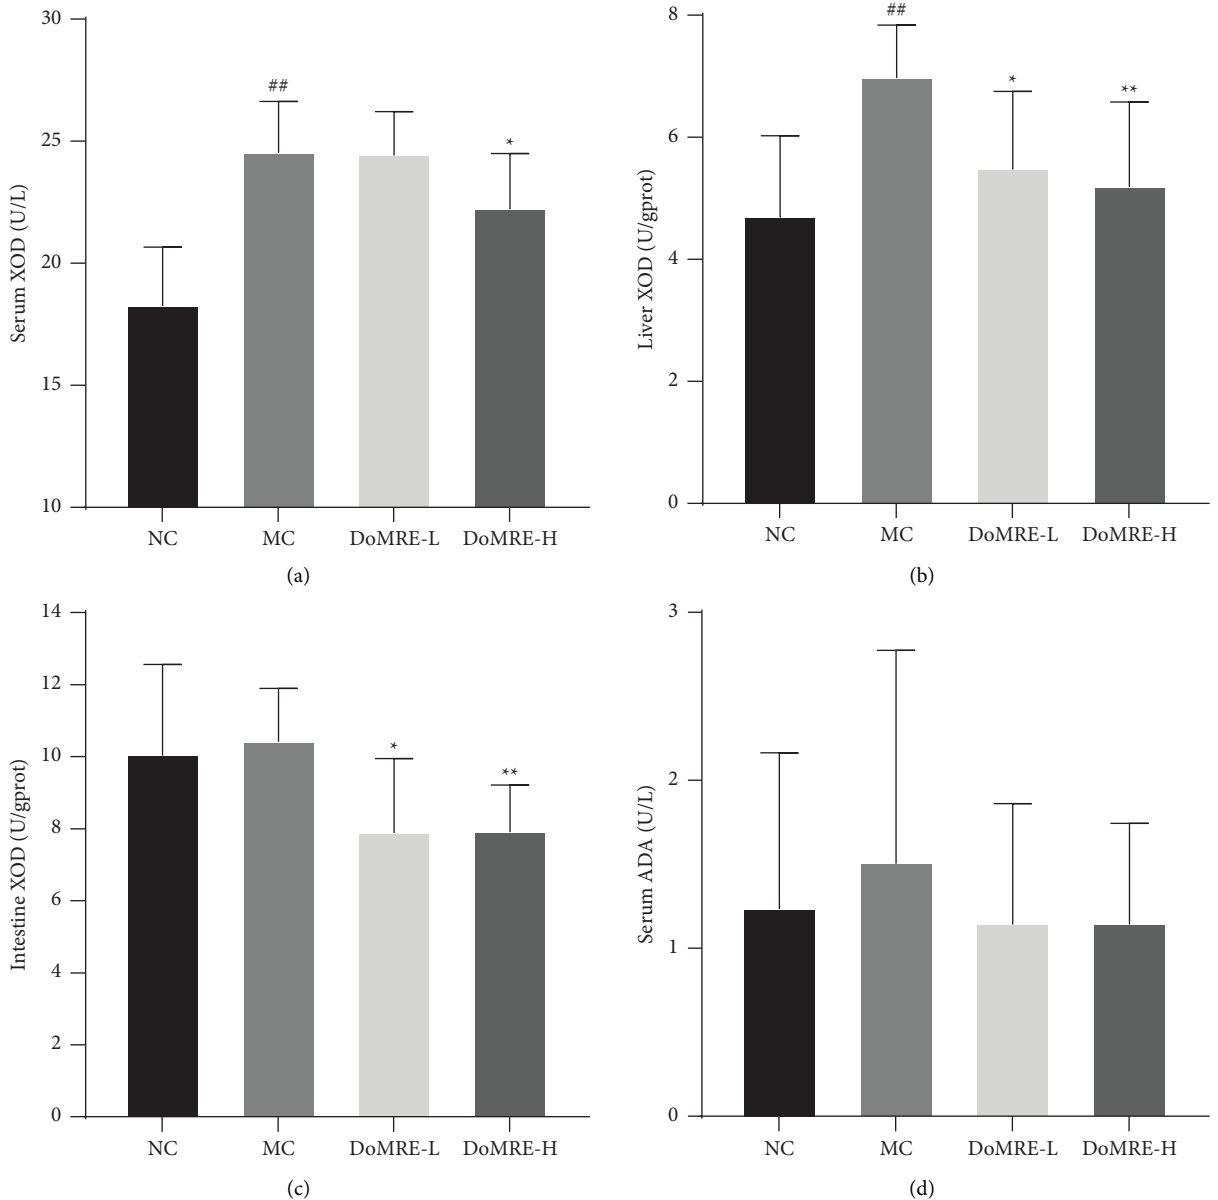 30
25
20
15
10
Serum XOD (U/L)
##
*
NC MC DoMRE-L DoMRE-H
(a)
8
6
4
2
0
Liver XOD (U/gprot)
##
*
**
NC MC DoMRE-L DoMRE-H
(b)
14
12
10
8
6
4
2
0
Intestine XOD (U/gprot)
*
**
NC MC DoMRE-L DoMRE-H
(c)
3
2
1
0
Serum ADA (U/L)
NC MC DoMRE-L DoMRE-H
(d)